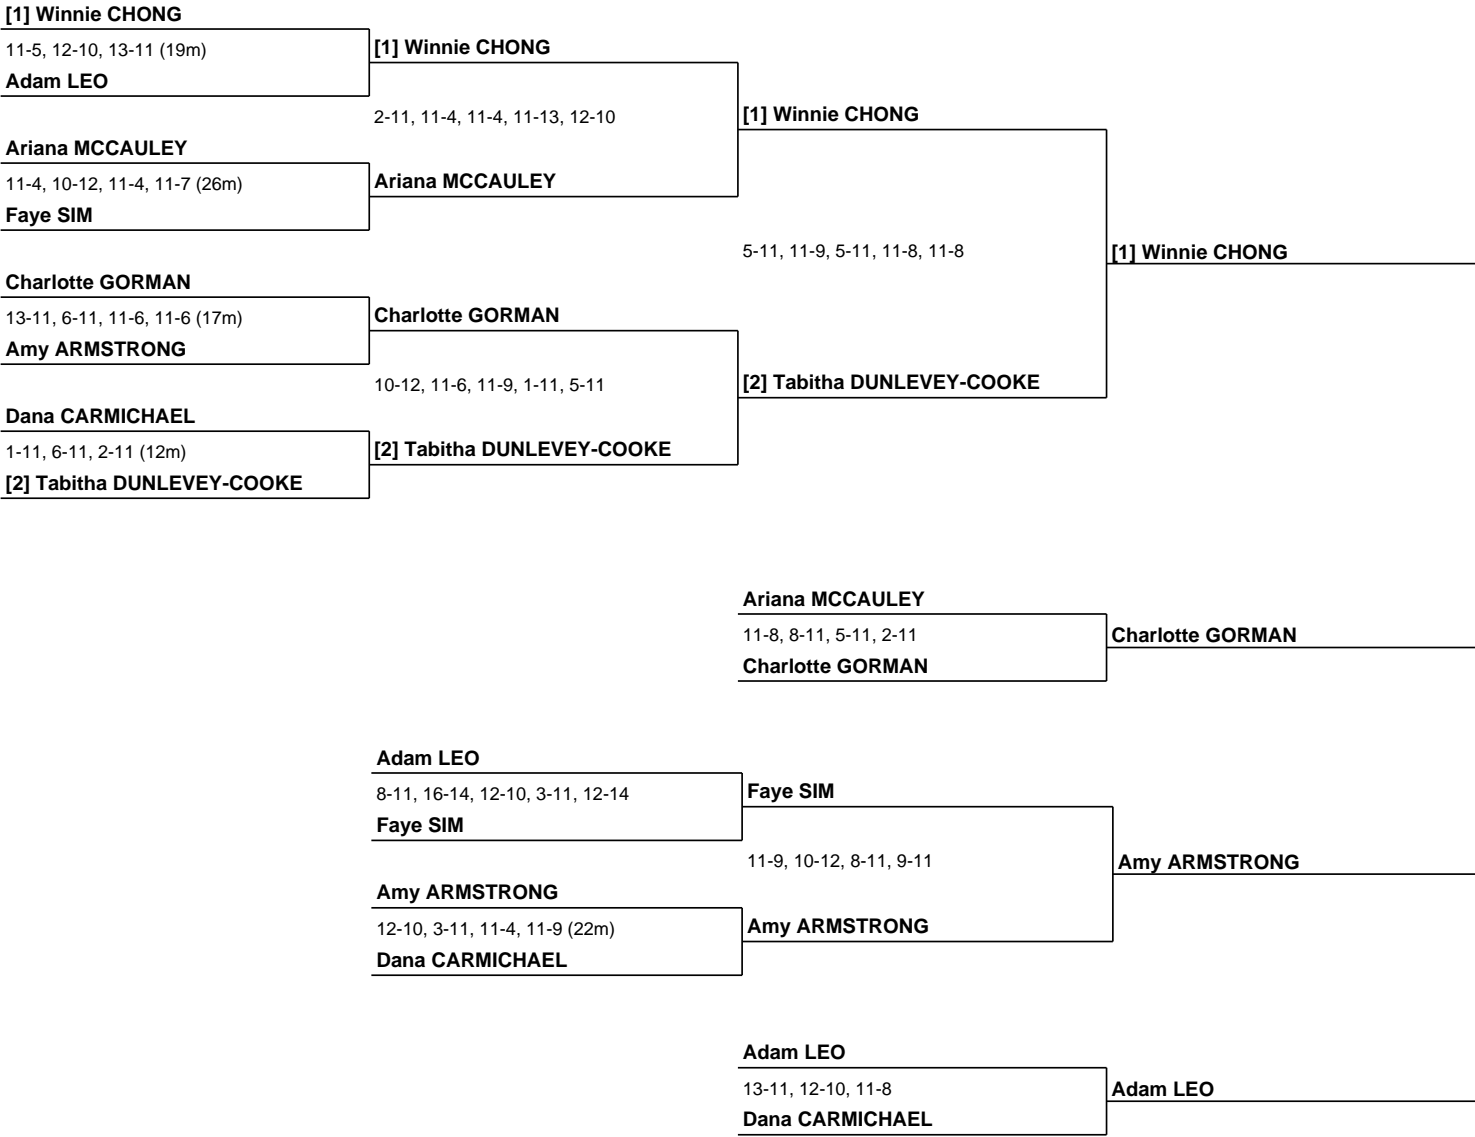 [1] Winnie CHONG
11-5, 12-10, 13-11 (19m)
[1] Winnie CHONG
Adam LEO
2-11, 11-4, 11-4, 11-13, 12-10
[1] Winnie CHONG
Ariana MCCAULEY
11-4, 10-12, 11-4, 11-7 (26m)
Ariana MCCAULEY
Faye SIM
5-11, 11-9, 5-11, 11-8, 11-8
[1] Winnie CHONG
Charlotte GORMAN
13-11, 6-11, 11-6, 11-6 (17m)
Charlotte GORMAN
Amy ARMSTRONG
10-12, 11-6, 11-9, 1-11, 5-11
[2] Tabitha DUNLEVEY-COOKE
Dana CARMICHAEL
1-11, 6-11, 2-11 (12m)
[2] Tabitha DUNLEVEY-COOKE
[2] Tabitha DUNLEVEY-COOKE
Ariana MCCAULEY
11-8, 8-11, 5-11, 2-11
Charlotte GORMAN
Charlotte GORMAN
Adam LEO
8-11, 16-14, 12-10, 3-11, 12-14
Faye SIM
Faye SIM
11-9, 10-12, 8-11, 9-11
Amy ARMSTRONG
Amy ARMSTRONG
12-10, 3-11, 11-4, 11-9 (22m)
Amy ARMSTRONG
Dana CARMICHAEL
Adam LEO
13-11, 12-10, 11-8
Adam LEO
Dana CARMICHAEL